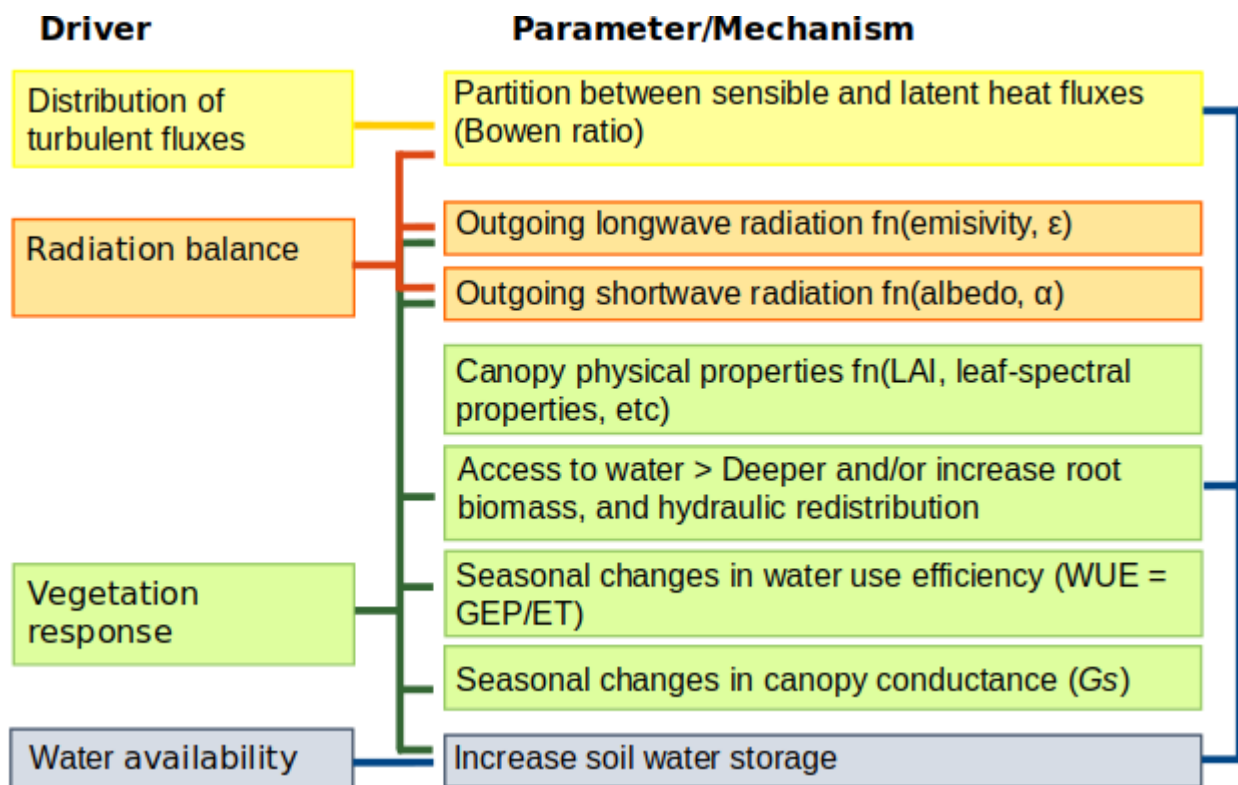 Driver
Parameter/Mechanism
Distribution of
turbulent fluxes
Partition between sensible and latent heat fluxes
(Bowen ratio)
Radiation balance
Outgoing longwave radiation fn(emisivity, ε)
Outgoing shortwave radiation fn(albedo, α)
Canopy physical properties fn(LAI, leaf-spectral
properties, etc)
Access to water > Deeper and/or increase root
biomass, and hydraulic redistribution
Vegetation
response
Seasonal changes in water use efficiency (WUE =
GEP/ET)
Seasonal changes in canopy conductance (Gs)
Water availability
Increase soil water storage